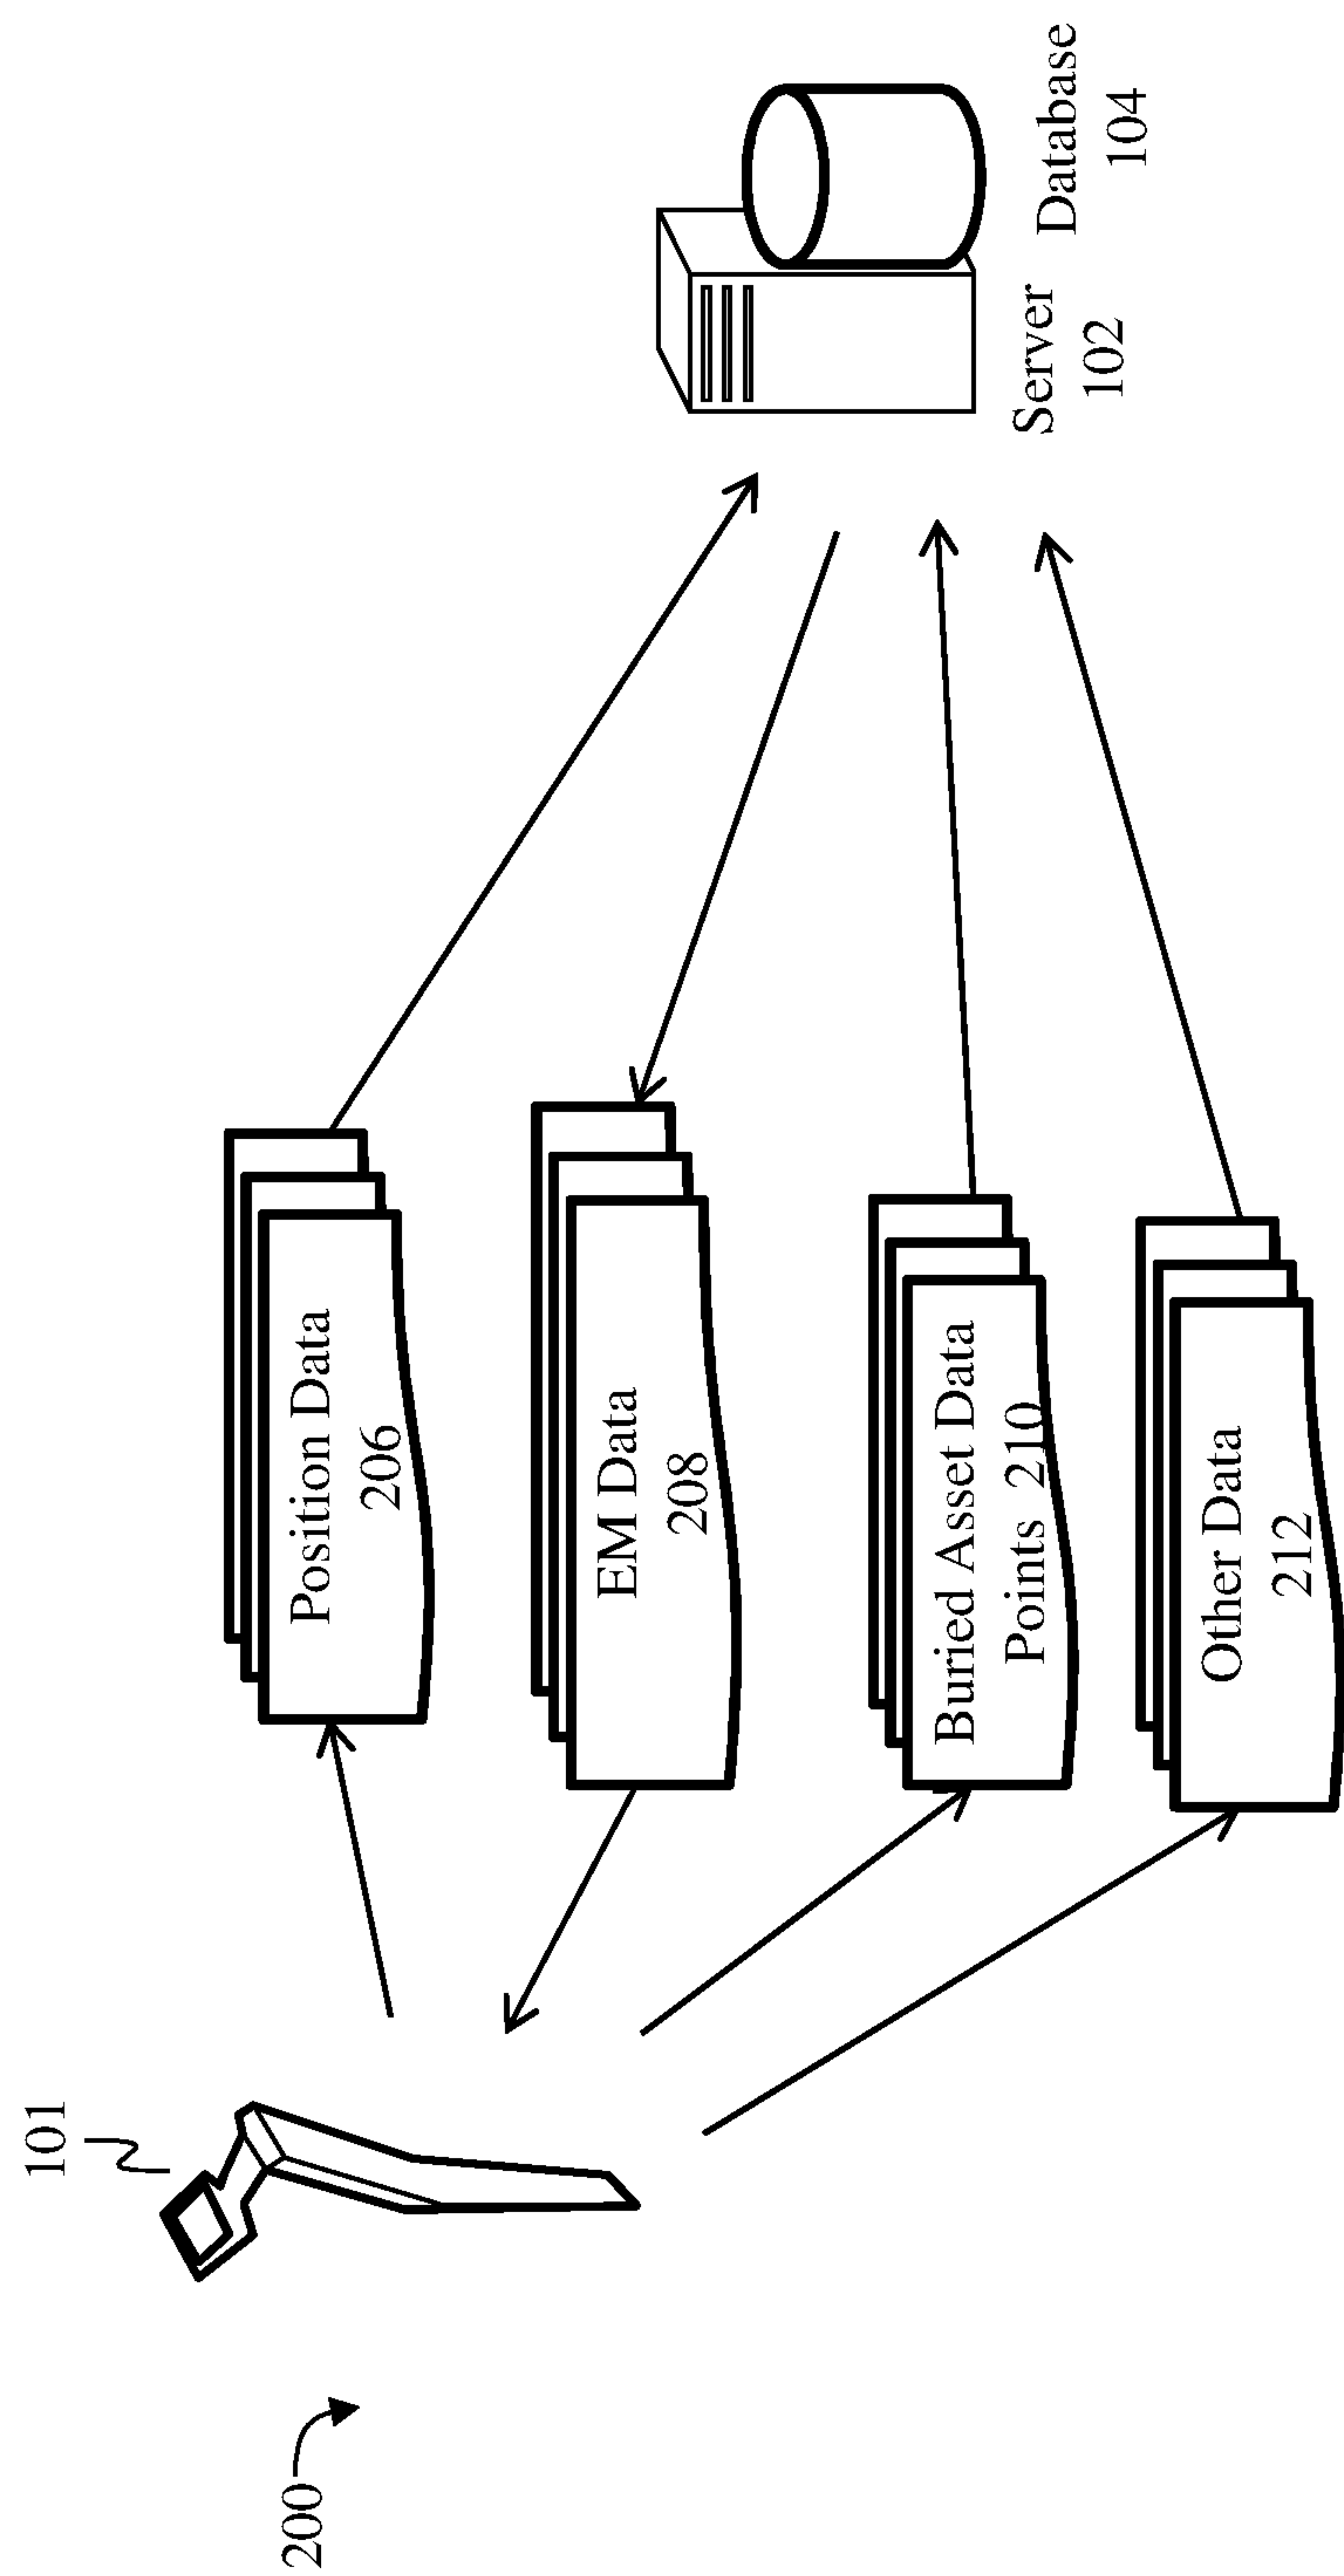 200
101
Position Data
206
EM Data
208
Buried Asset Data
Points 210
Other Data
212
Server
102
Database
104